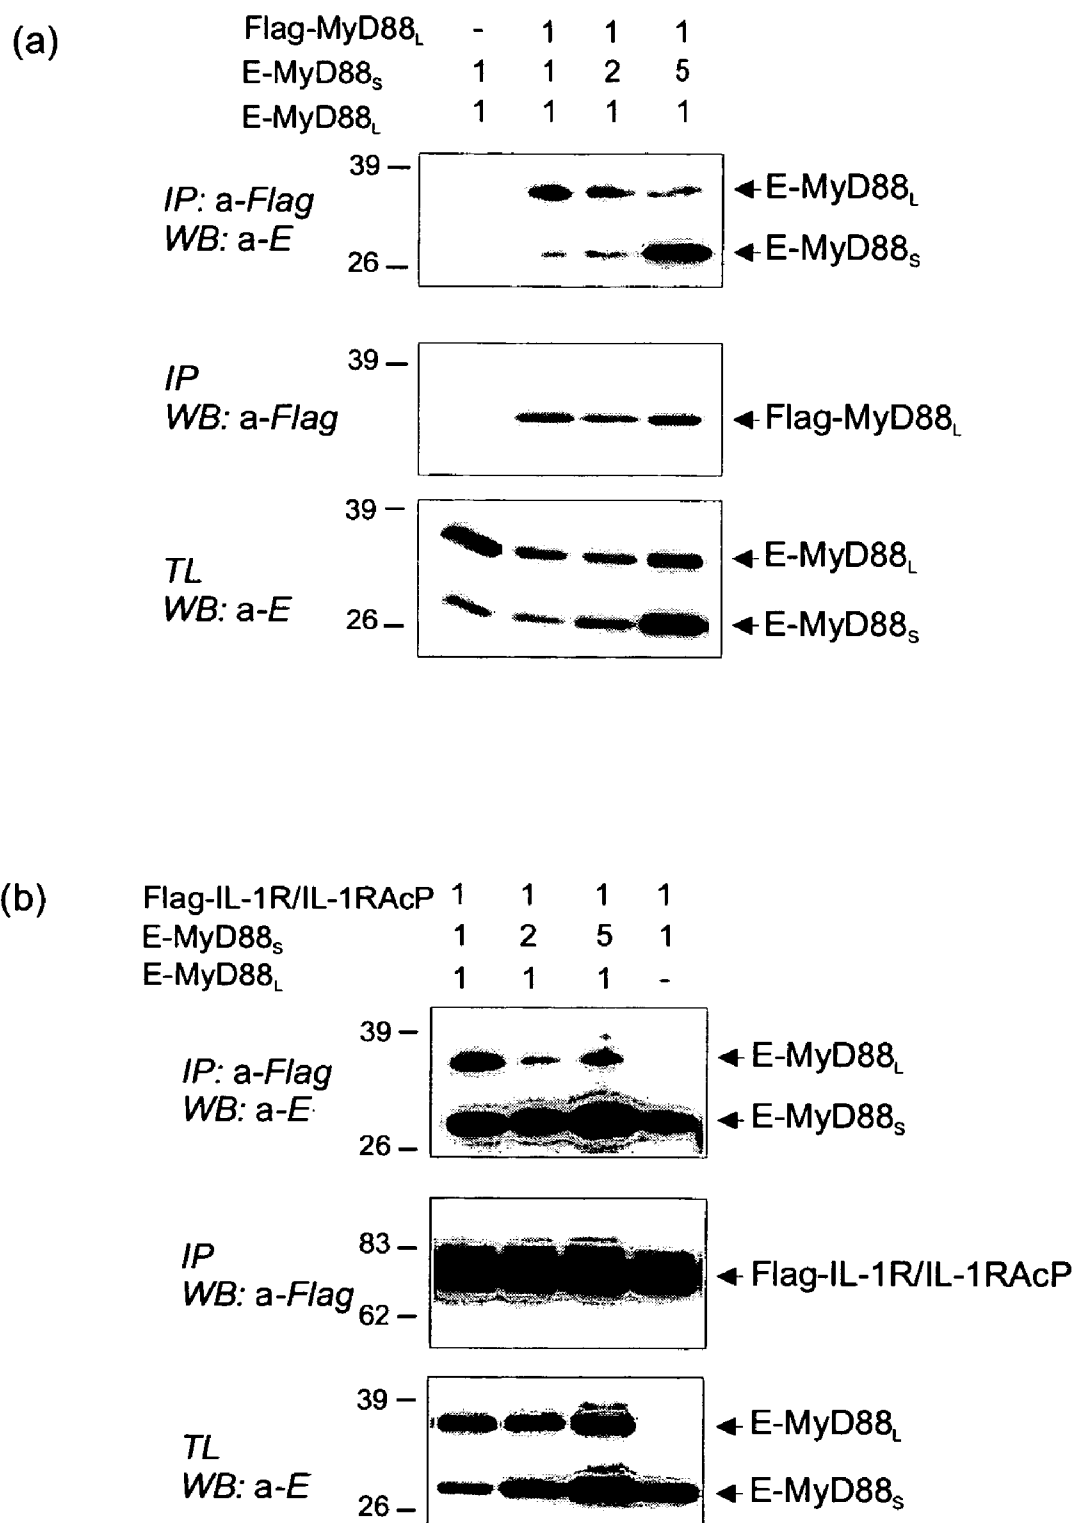 (a)
Flag-MyD88L - 1 1 1
E-MyD88S 1 1 2 5
E-MyD88L 1 1 1 1
39
IP: a-Flag
WB: a-E
26
E-MyD88L
E-MyD88S
39
IP
WB: a-Flag
Flag-MyD88L
39
TL
WB: a-E
26
E-MyD88L
E-MyD88S
(b)
Flag-IL-1R/IL-1RAcP 1 1 1 1
E-MyD88S 1 2 5 1
E-MyD88L 1 1 1 -
39
IP: a-Flag
WB: a-E
26
E-MyD88L
E-MyD88S
83
IP
WB: a-Flag
62
Flag-IL-1R/IL-1RAcP
39
TL
WB: a-E
26
E-MyD88L
E-MyD88S